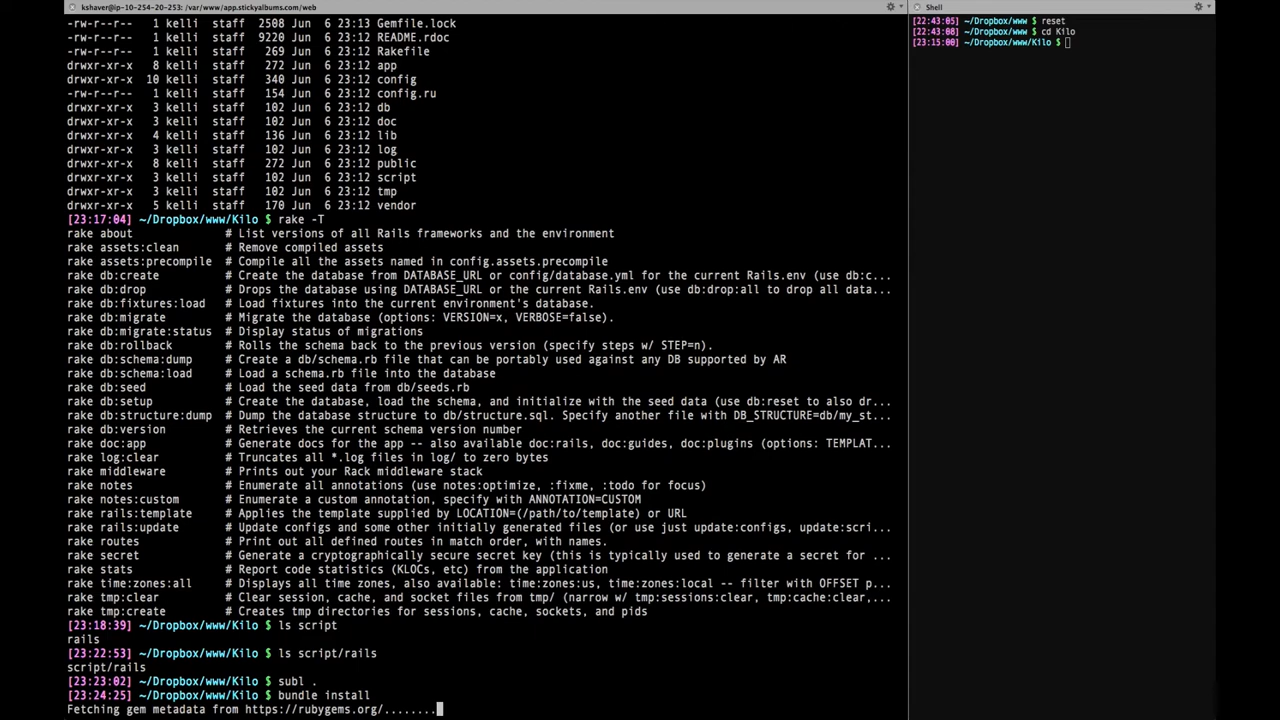 kshaver@ip-10-254-20-253: /var/www/app.stickyalbums.com/web
-rw-r--r-- 1 kelli staff 2508 Jun 6 23:13 Gemfile.lock
-rw-r--r-- 1 kelli staff 9220 Jun 6 23:12 README.rdoc
-rw-r--r-- 1 kelli staff 269 Jun 6 23:12 Rakefile
drwxr-xr-x 8 kelli staff 272 Jun 6 23:12 app
drwxr-xr-x 10 kelli staff 340 Jun 6 23:12 config
-rw-r--r-- 1 kelli staff 154 Jun 6 23:12 config.ru
drwxr-xr-x 3 kelli staff 102 Jun 6 23:12 db
drwxr-xr-x 3 kelli staff 102 Jun 6 23:12 doc
drwxr-xr-x 4 kelli staff 136 Jun 6 23:12 lib
drwxr-xr-x 3 kelli staff 102 Jun 6 23:12 log
drwxr-xr-x 8 kelli staff 272 Jun 6 23:12 public
drwxr-xr-x 3 kelli staff 102 Jun 6 23:12 script
drwxr-xr-x 3 kelli staff 102 Jun 6 23:12 tmp
drwxr-xr-x 5 kelli staff 170 Jun 6 23:12 vendor
[23:17:04] ~/Dropbox/www/Kilo $ rake -T
rake about # List versions of all Rails frameworks and the environment
rake assets:clean # Remove compiled assets
rake assets:precompile # Compile all the assets named in config.assets.precompile
rake db:create # Create the database from DATABASE_URL or config/database.yml for the current Rails.env (use db:c...
rake db:drop # Drops the database using DATABASE_URL or the current Rails.env (use db:drop:all to drop all data...
rake db:fixtures:load # Load fixtures into the current environment's database.
rake db:migrate # Migrate the database (options: VERSION=x, VERBOSE=false).
rake db:migrate:status # Display status of migrations
rake db:rollback # Rolls the schema back to the previous version (specify steps w/ STEP=n).
rake db:schema:dump # Create a db/schema.rb file that can be portably used against any DB supported by AR
rake db:schema:load # Load a schema.rb file into the database
rake db:seed # Load the seed data from db/seeds.rb
rake db:setup # Create the database, load the schema, and initialize with the seed data (use db:reset to also dr...
rake db:structure:dump # Dump the database structure to db/structure.sql. Specify another file with DB_STRUCTURE=db/my_st...
rake db:version # Retrieves the current schema version number
rake doc:app # Generate docs for the app -- also available doc:rails, doc:guides, doc:plugins (options: TEMPLAT...
rake log:clear # Truncates all *.log files in log/ to zero bytes
rake middleware # Prints out your Rack middleware stack
rake notes # Enumerate all annotations (use notes:optimize, :fixme, :todo for focus)
rake notes:custom # Enumerate a custom annotation, specify with ANNOTATION=CUSTOM
rake rails:template # Applies the template supplied by LOCATION=(/path/to/template) or URL
rake rails:update # Update configs and some other initially generated files (or use just update:configs, update:scri...
rake routes # Print out all defined routes in match order, with names.
rake secret # Generate a cryptographically secure secret key (this is typically used to generate a secret for ...
rake stats # Report code statistics (KLOCs, etc) from the application
rake time:zones:all # Displays all time zones, also available: time:zones:us, time:zones:local -- filter with OFFSET p...
rake tmp:clear # Clear session, cache, and socket files from tmp/ (narrow w/ tmp:sessions:clear, tmp:cache:clear,...
rake tmp:create # Creates tmp directories for sessions, cache, sockets, and pids
[23:18:39] ~/Dropbox/www/Kilo $ ls script
rails
[23:22:53] ~/Dropbox/www/Kilo $ ls script/rails
script/rails
[23:23:02] ~/Dropbox/www/Kilo $ subl .
[23:24:25] ~/Dropbox/www/Kilo $ bundle install
Fetching gem metadata from https://rubygems.org/........
Shell
[22:43:05] ~/Dropbox/www $ reset
[22:43:08] ~/Dropbox/www $ cd Kilo
[23:15:00] ~/Dropbox/www/Kilo $